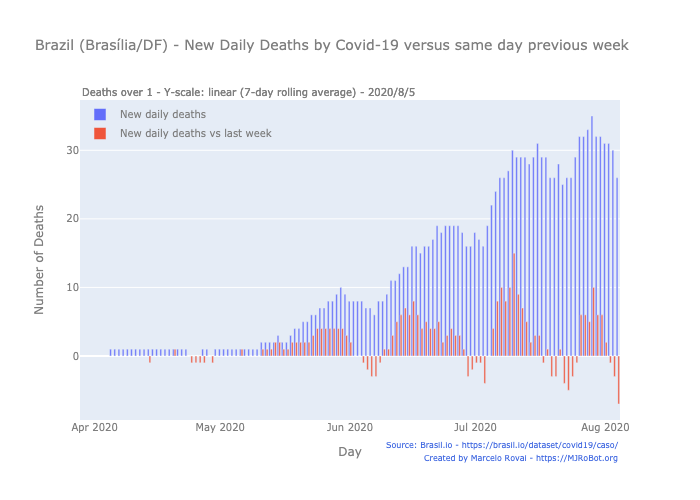 Brazil (Brasília/DF) - New Daily Deaths by Covid-19 versus same day previous week
Deaths over 1 - Y-scale: linear (7-day rolling average) - 2020/8/5
New daily deaths
New daily deaths vs last week
30
20
10
0
Number of Deaths
Apr 2020
May 2020
Jun 2020
Jul 2020
Aug 2020
Day
Source: Brasil.io - https://brasil.io/dataset/covid19/caso/
Created by Marcelo Rovai - https://MJRoBot.org